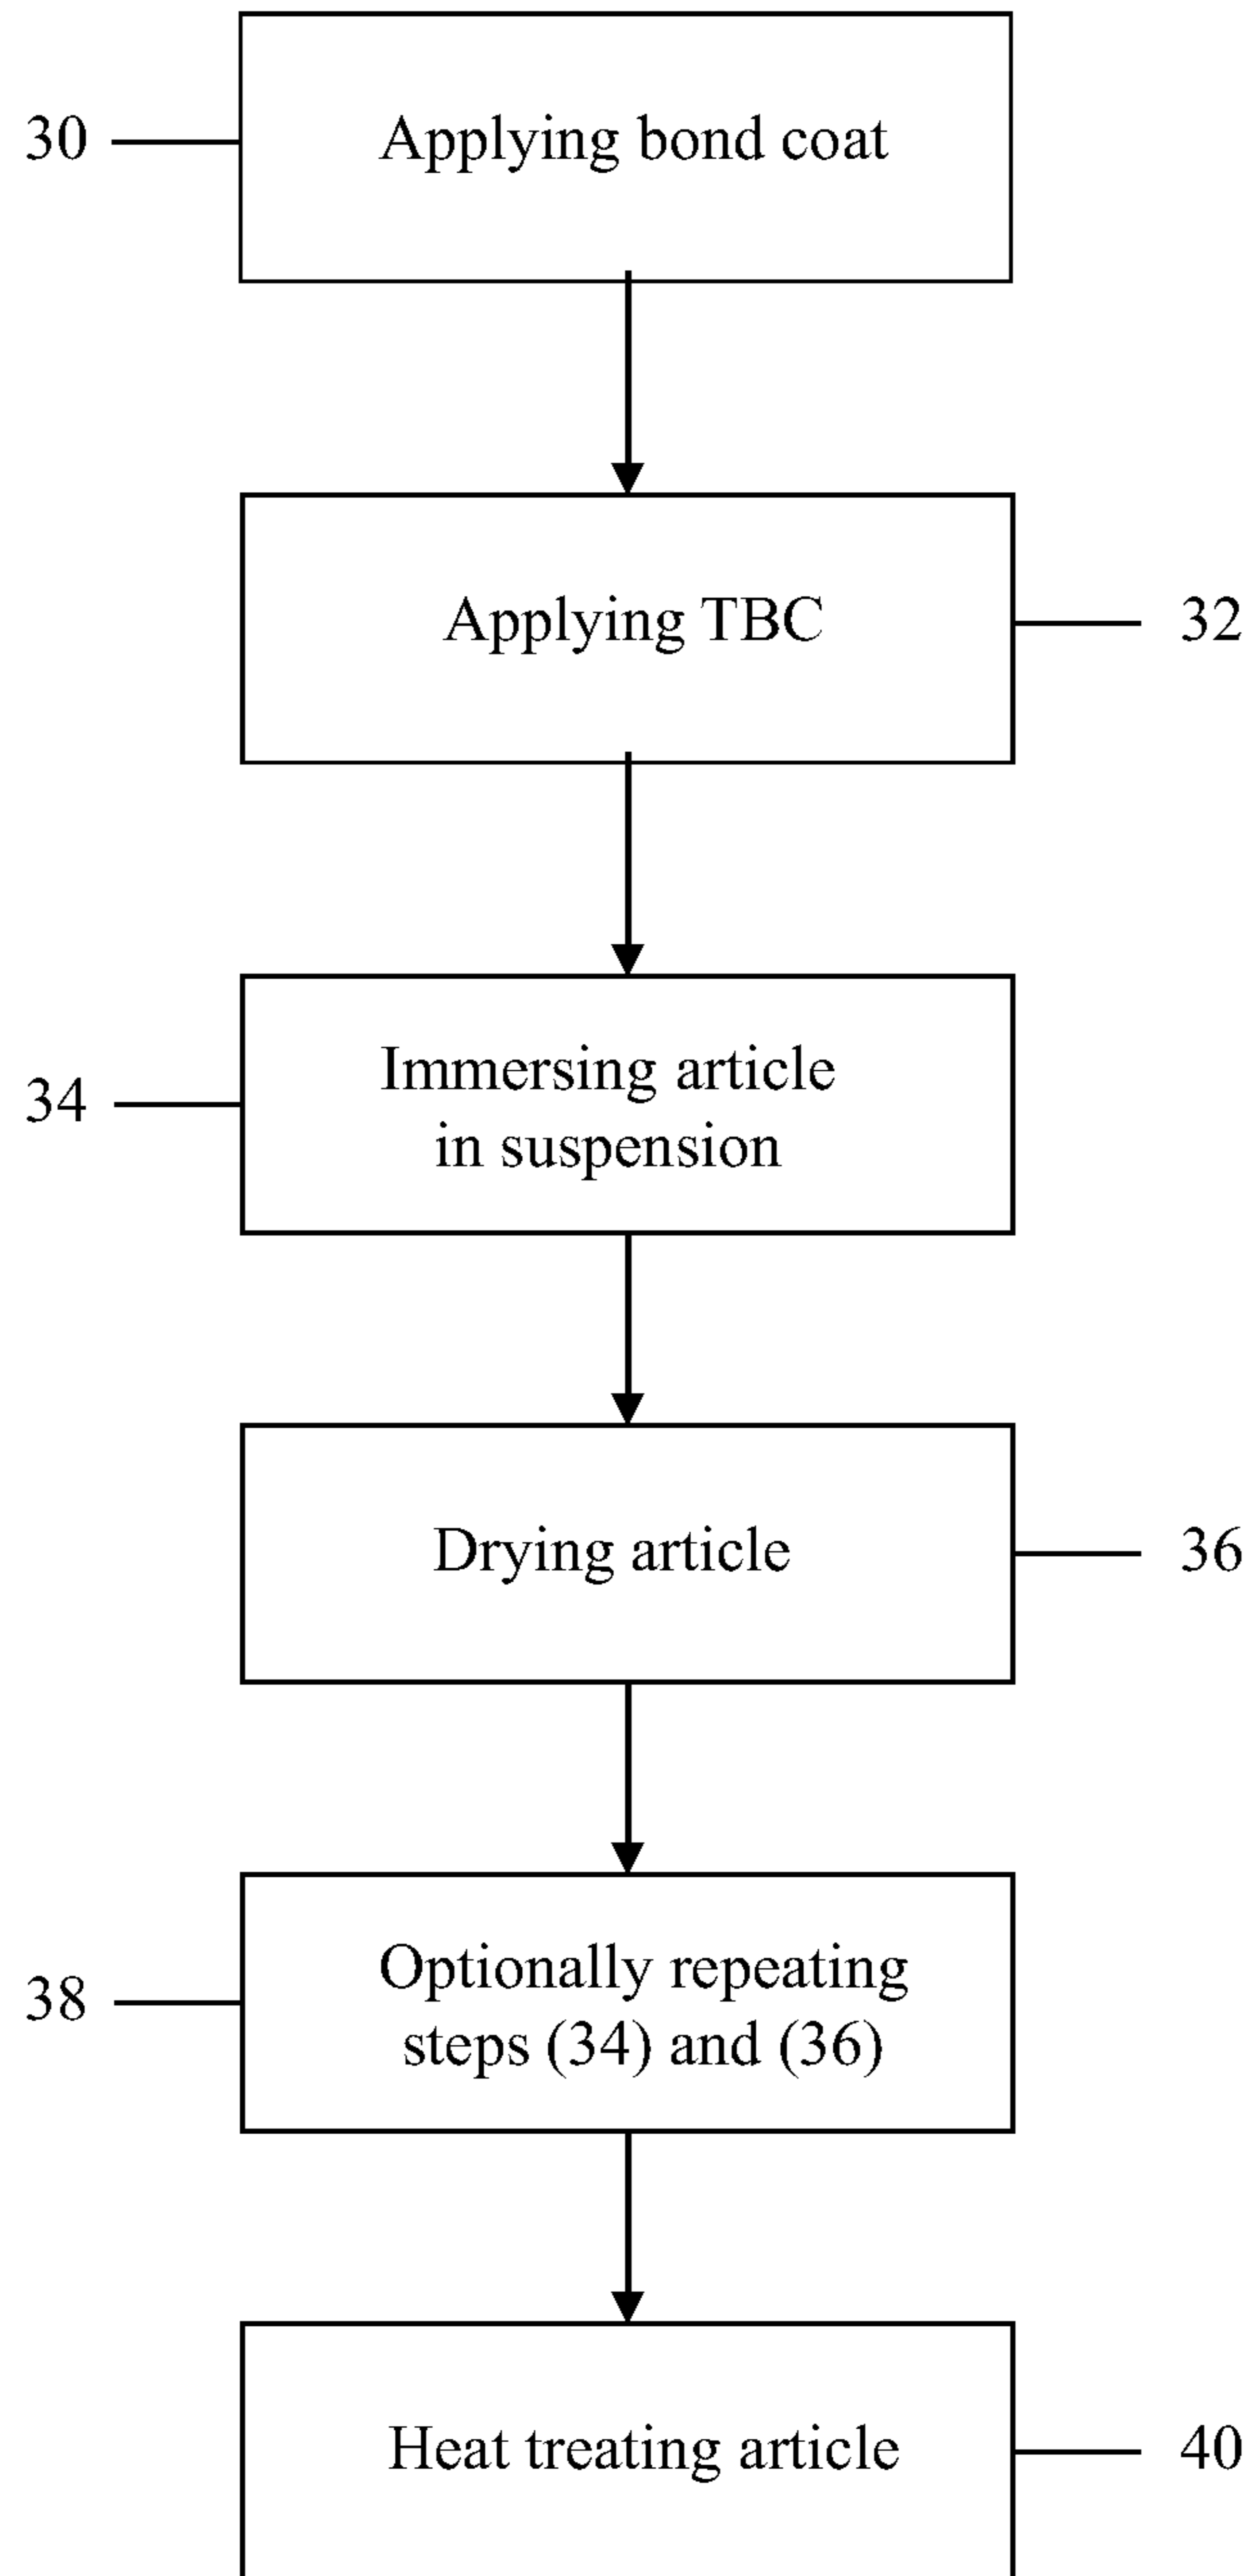 30
Applying bond coat
Applying TBC
32
34
Immersing article
in suspension
Drying article
36
38
Optionally repeating
steps (34) and (36)
Heat treating article
40